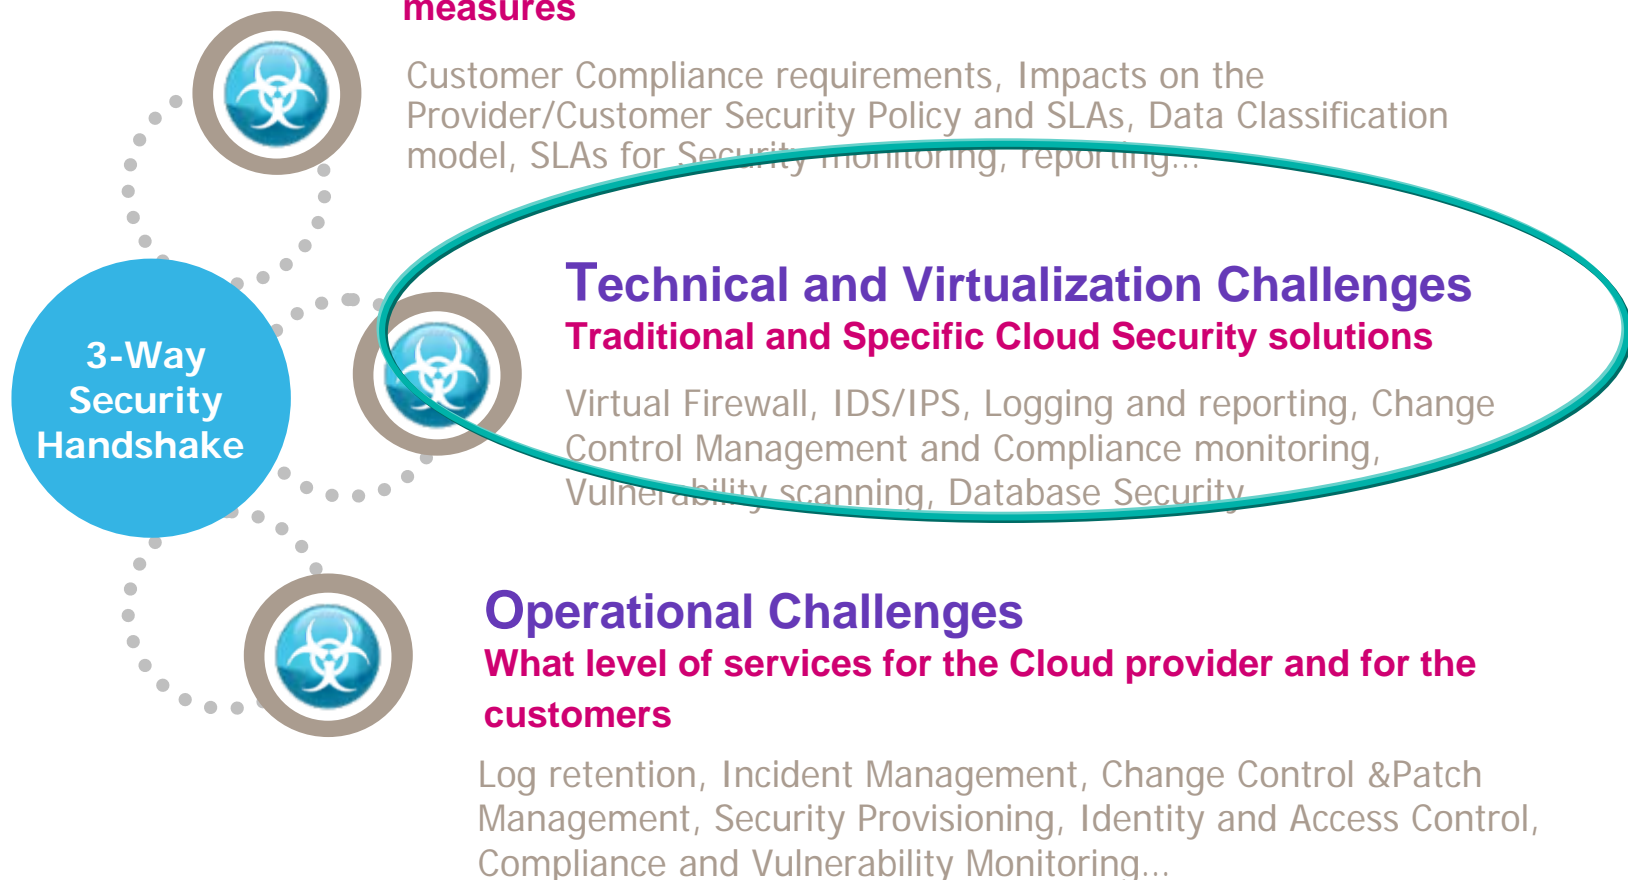 measures
Customer Compliance requirements, Impacts on the
Provider/Customer Security Policy and SLAs, Data Classification
model, SLAs for Security monitoring, reporting...
Technical and Virtualization Challenges
Traditional and Specific Cloud Security solutions
Virtual Firewall, IDS/IPS, Logging and reporting, Change
Control Management and Compliance monitoring,
Vulnerability scanning, Database Security
3-Way
Security
Handshake
Operational Challenges
What level of services for the Cloud provider and for the
customers
Log retention, Incident Management, Change Control &Patch
Management, Security Provisioning, Identity and Access Control,
Compliance and Vulnerability Monitoring...